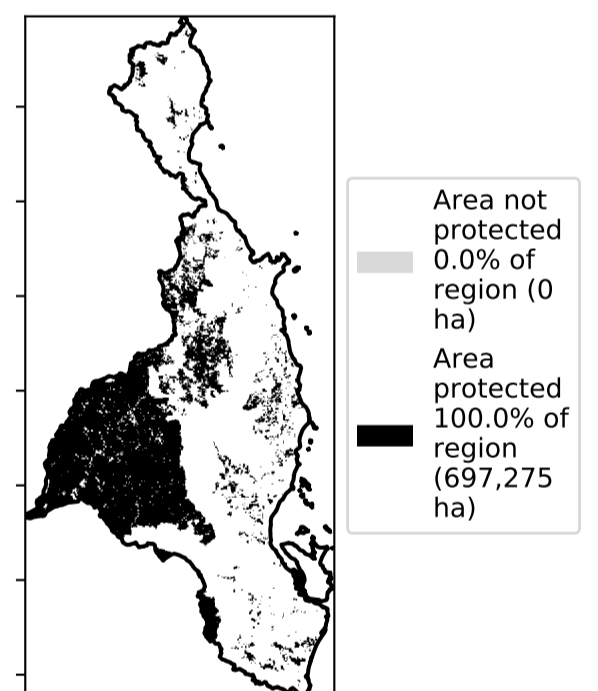 Area not
protected
0.0% of
region (0
ha)
Area
protected
100.0% of
region
(697,275
ha)